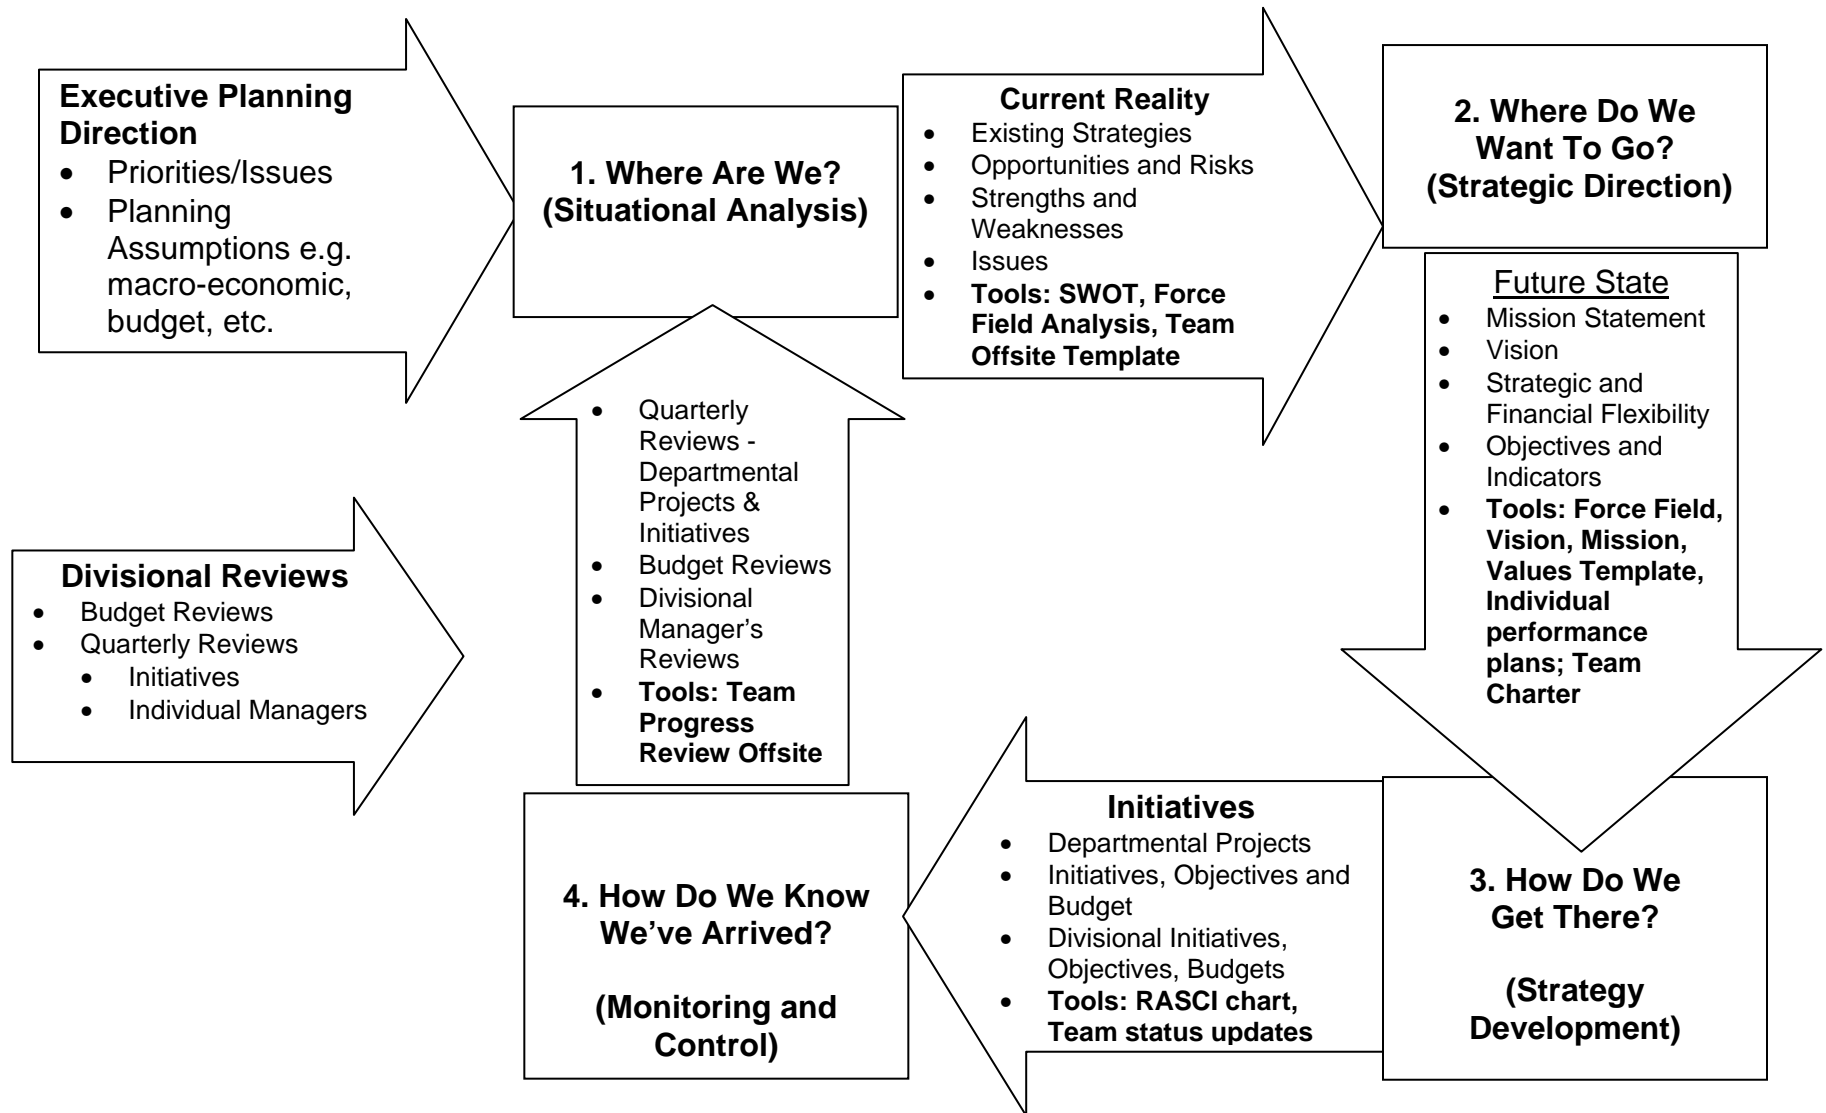 Executive Planning
Direction
• Priorities/Issues
• Planning
Assumptions e.g.
macro-economic,
budget, etc.
1. Where Are We?
(Situational Analysis)
Current Reality
• Existing Strategies
• Opportunities and Risks
• Strengths and
Weaknesses
• Issues
• Tools: SWOT, Force
Field Analysis, Team
Offsite Template
2. Where Do We
Want To Go?
(Strategic Direction)
Future State
• Mission Statement
• Vision
• Strategic and
Financial Flexibility
• Objectives and
Indicators
• Tools: Force Field,
Vision, Mission,
Values Template,
Individual
performance
plans; Team
Charter
3. How Do We
Get There?
(Strategy
Development)
Initiatives
• Departmental Projects
• Initiatives, Objectives and
Budget
• Divisional Initiatives,
Objectives, Budgets
• Tools: RASCI chart,
Team status updates
4. How Do We Know
We’ve Arrived?
(Monitoring and
Control)
• Quarterly
Reviews -
Departmental
Projects &
Initiatives
• Budget Reviews
• Divisional
Manager’s
Reviews
• Tools: Team
Progress
Review Offsite
Divisional Reviews
• Budget Reviews
• Quarterly Reviews
• Initiatives
• Individual Managers